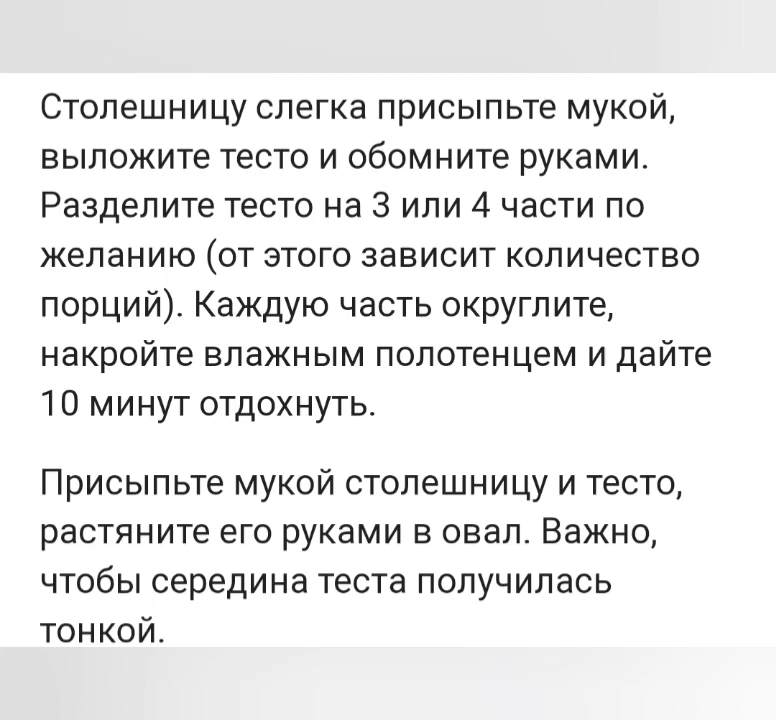 Столешницу слегка присыпьте мукой,
выложите тесто и обомните руками.
Разделите тесто на 3 или 4 части по
желанию (от этого зависит количество
порций). Каждую часть округлите,
накройте влажным полотенцем и дайте
10 минут отдохнуть.
Присыпьте мукой столешницу и тесто,
растяните его руками в овал. Важно,
чтобы середина теста получилась
тонкой.